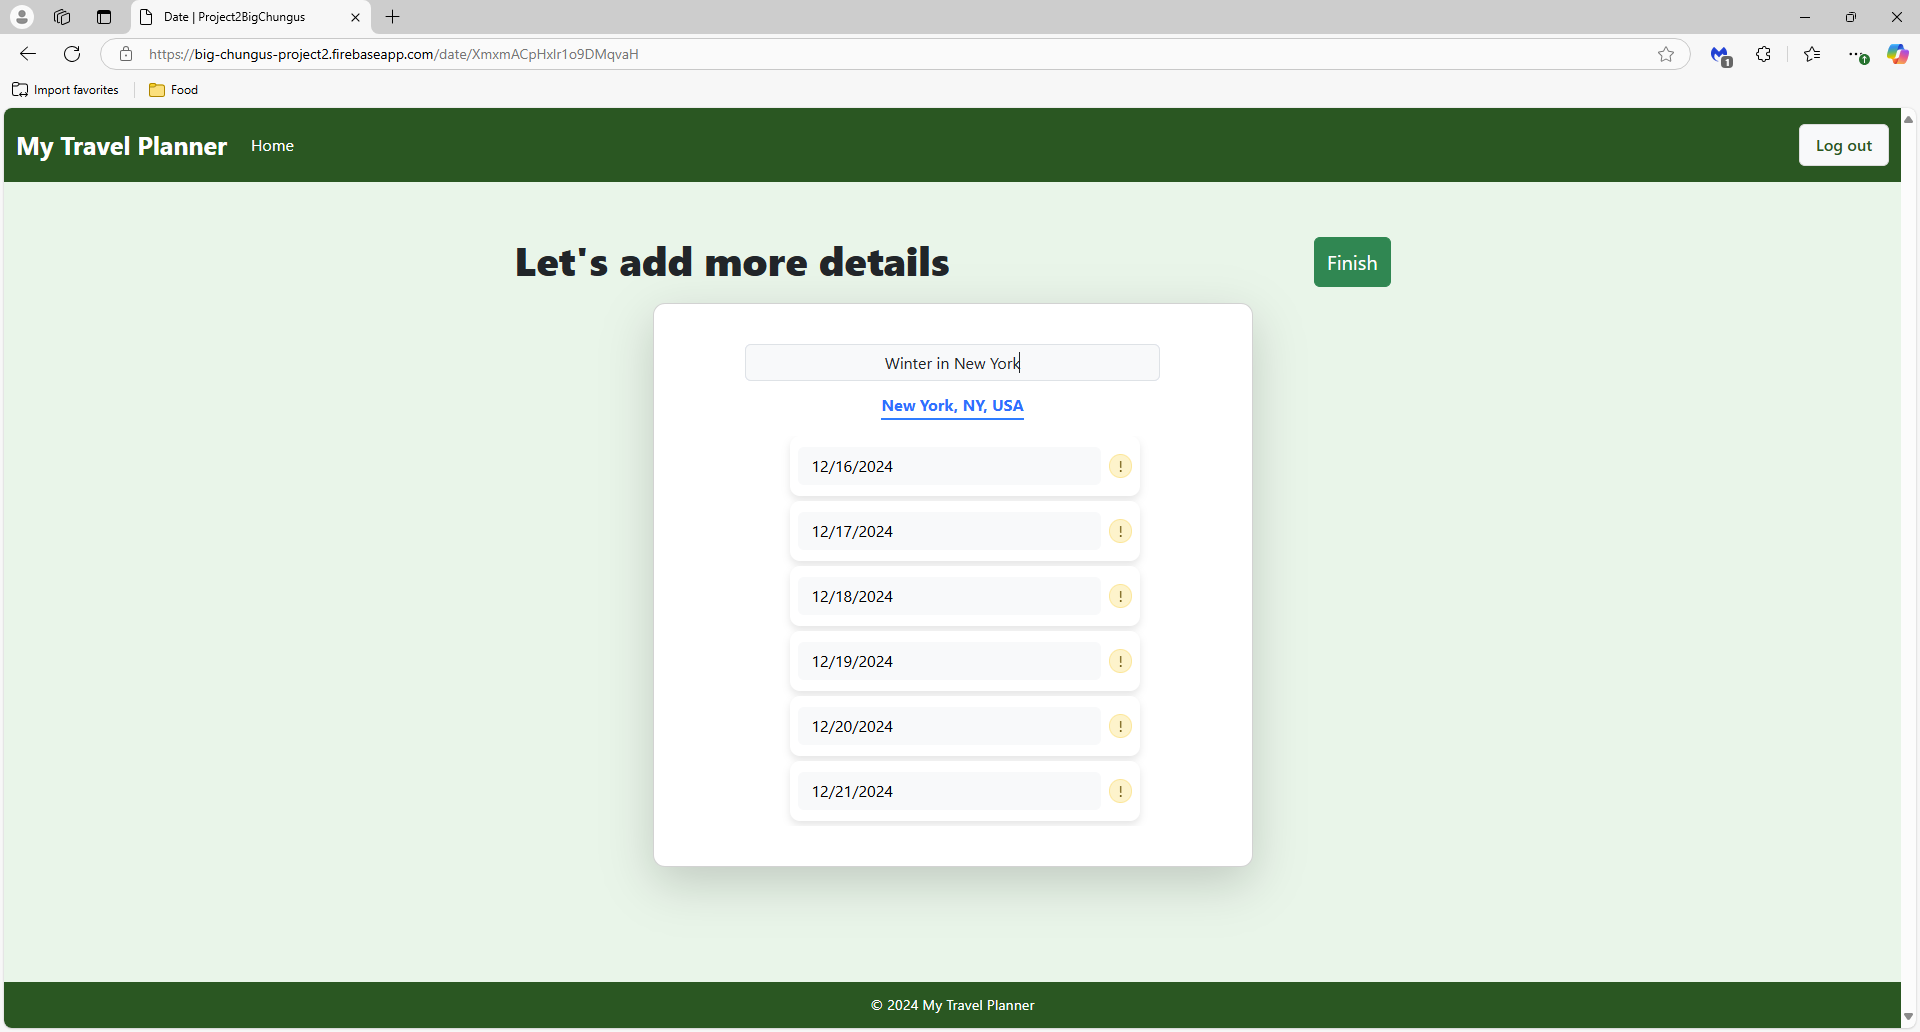 Date | Project2BigChungus
https://big-chungus-project2.firebaseapp.com/date/XmxmACpHxIr1o9DMqvaH
1
Import favorites
Food
My Travel Planner
Home
Log out
Let's add more details
Finish
Winter in New York
New York, NY, USA
12/16/2024 !
12/17/2024 !
12/18/2024 !
12/19/2024 !
12/20/2024 !
12/21/2024 !
© 2024 My Travel Planner